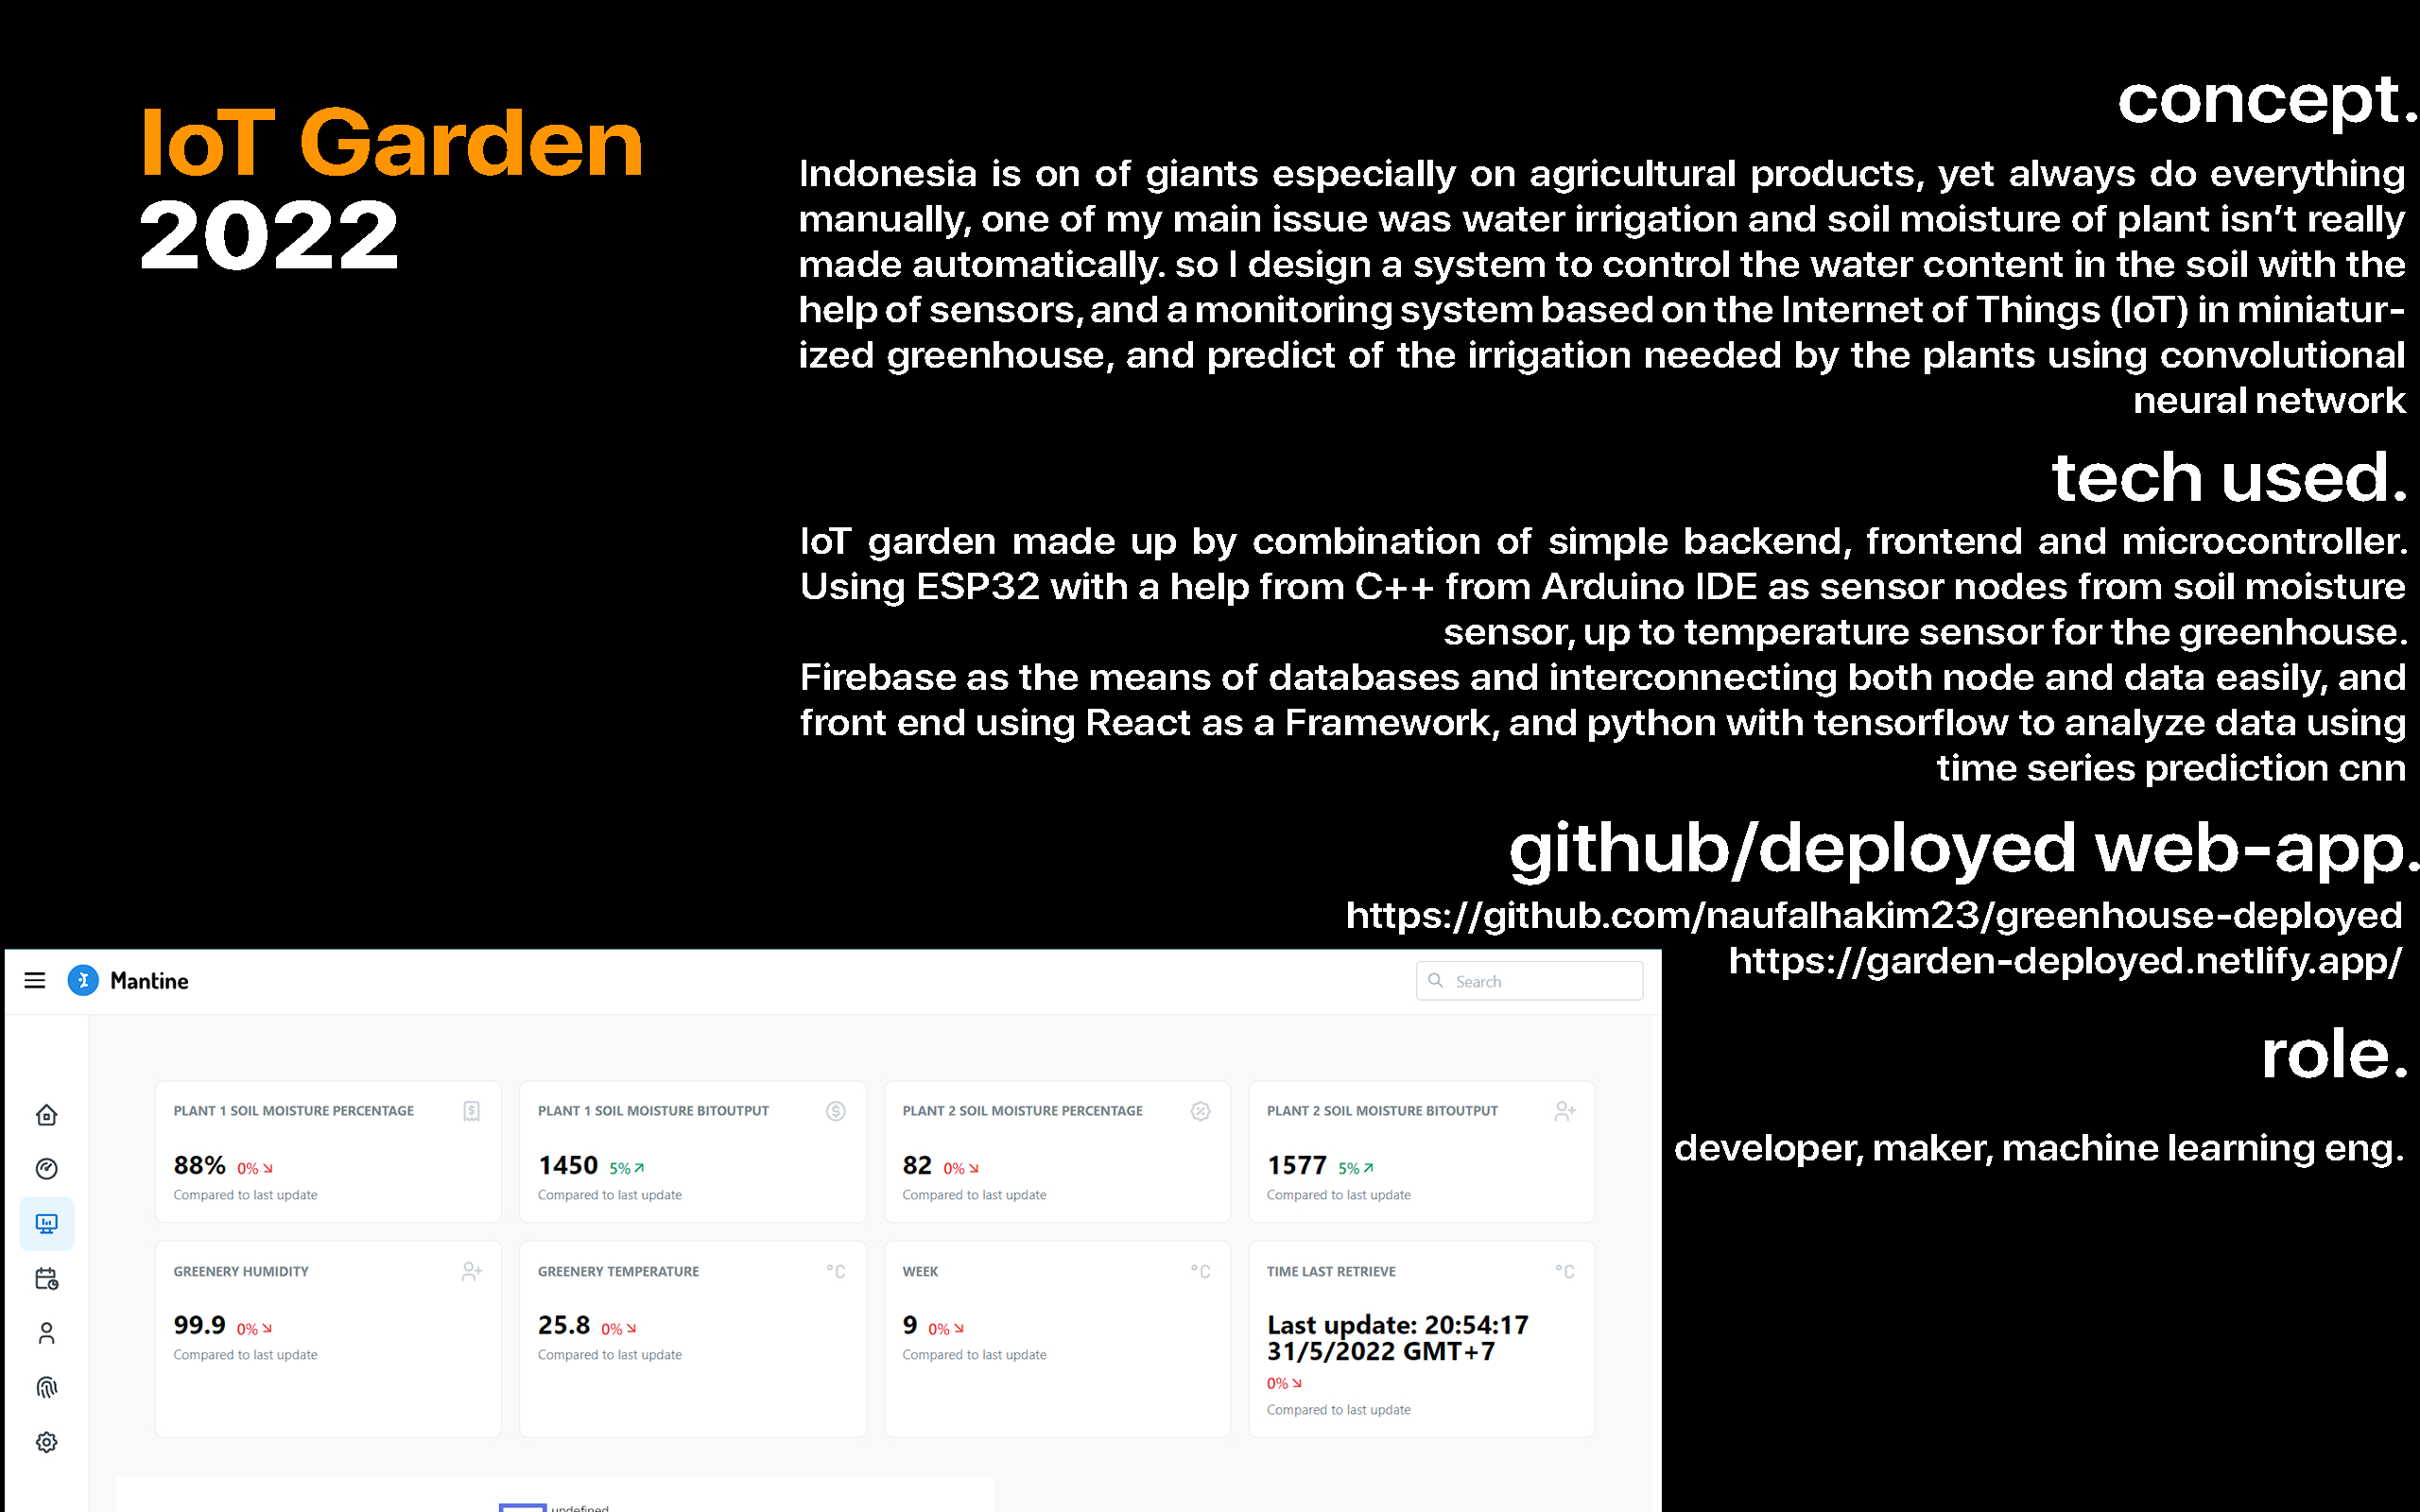 IoT Garden
2022
concept.
Indonesia is on of giants especially on agricultural products, yet always do everything
manually, one of my main issue was water irrigation and soil moisture of plant isn't really
made automatically. so I design a system to control the water content in the soil with the
help of sensors, and a monitoring system based on the Internet of Things (IoT) in miniatur-
ized greenhouse, and predict of the irrigation needed by the plants using convolutional
neural network
tech used.
IoT garden made up by combination of simple backend, frontend and microcontroller.
Using ESP32 with a help from C++ from Arduino IDE as sensor nodes from soil moisture
sensor, up to temperature sensor for the greenhouse.
Firebase as the means of databases and interconnecting both node and data easily, and
front end using React as a Framework, and python with tensorflow to analyze data using
time series prediction cnn
github/deployed web-app.
https://github.com/naufalhakim23/greenhouse-deployed
https://garden-deployed.netlify.app/
role.
developer, maker, machine learning eng.
Mantine
Search
PLANT 1 SOIL MOISTURE PERCENTAGE
88% 0%
Compared to last update
PLANT 1 SOIL MOISTURE BITOUTPUT
1450 5%
Compared to last update
PLANT 2 SOIL MOISTURE PERCENTAGE
82 0%
Compared to last update
PLANT 2 SOIL MOISTURE BITOUTPUT
1577 5%
Compared to last update
GREENERY HUMIDITY
99.9 0%
Compared to last update
GREENERY TEMPERATURE °C
25.8 0%
Compared to last update
WEEK °C
9 0%
Compared to last update
TIME LAST RETRIEVE °C
Last update: 20:54:17
31/5/2022 GMT+7
0%
Compared to last update
undefined